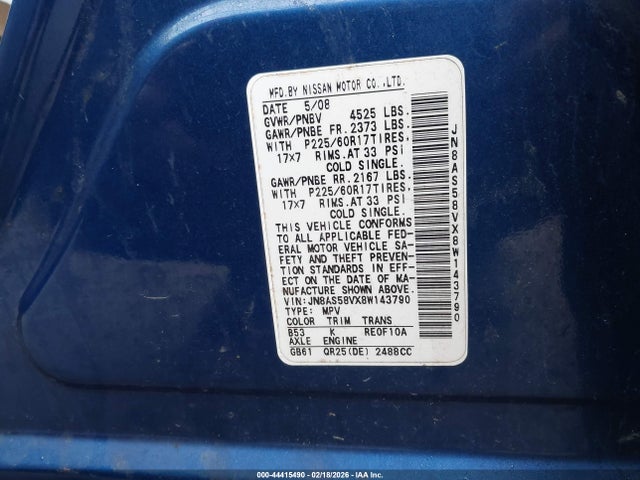 MFD.BY NISSAN MOTOR CO.,LTD.
DATE 5/08
GVWR/PNBV 4525 LBS.
GAWR/PNBE FR. 2373 LBS.
WITH P225/60R17TIRES,
17×7 RIMS.AT 33 PSI
COLD SINGLE.
GAWR/PNBE RR. 2167 LBS.
WITH P225/60R17TIRES,
17×7 RIMS.AT 33 PSI
COLD SINGLE.
THIS VEHICLE CONFORMS
TO ALL APPLICABLE FED-
ERAL MOTOR VEHICLE SA-
FETY AND THEFT PREVEN-
TION STANDARDS IN EFF-
ECT ON THE DATE OF MA-
NUFACTURE SHOWN ABOVE.
VIN:JN8AS58VX8W143790
TYPE: MPV
COLOR TRIM TRANS
B53 K RE0F10A
AXLE ENGINE
GB61 QR25(DE) 2488CC
JN8AS58VX8W143790
000-44415490 - 02/18/2026 - IAA Inc.